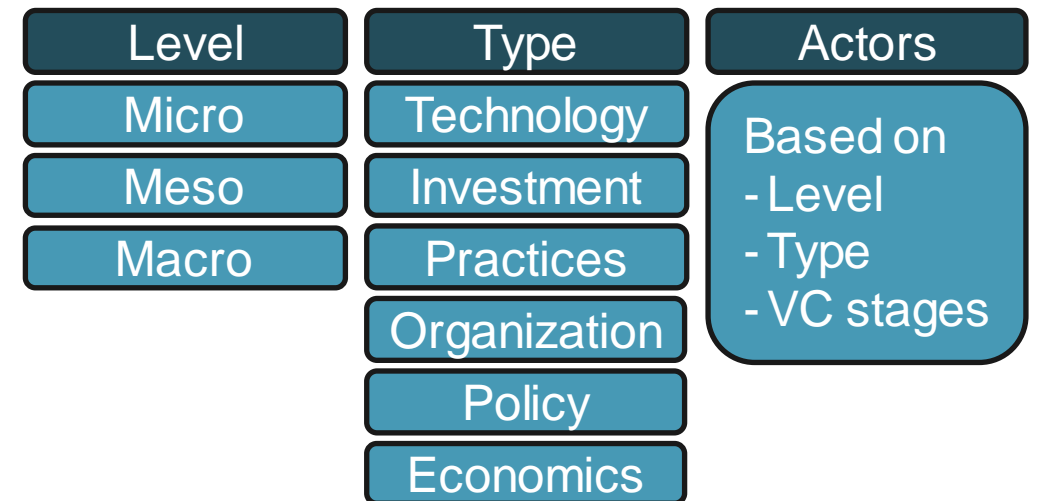 Level
Micro
Meso
Macro
Type
Technology
Investment
Practices
Organization
Policy
Economics
Actors
Based on
- Level
- Type
- VC stages